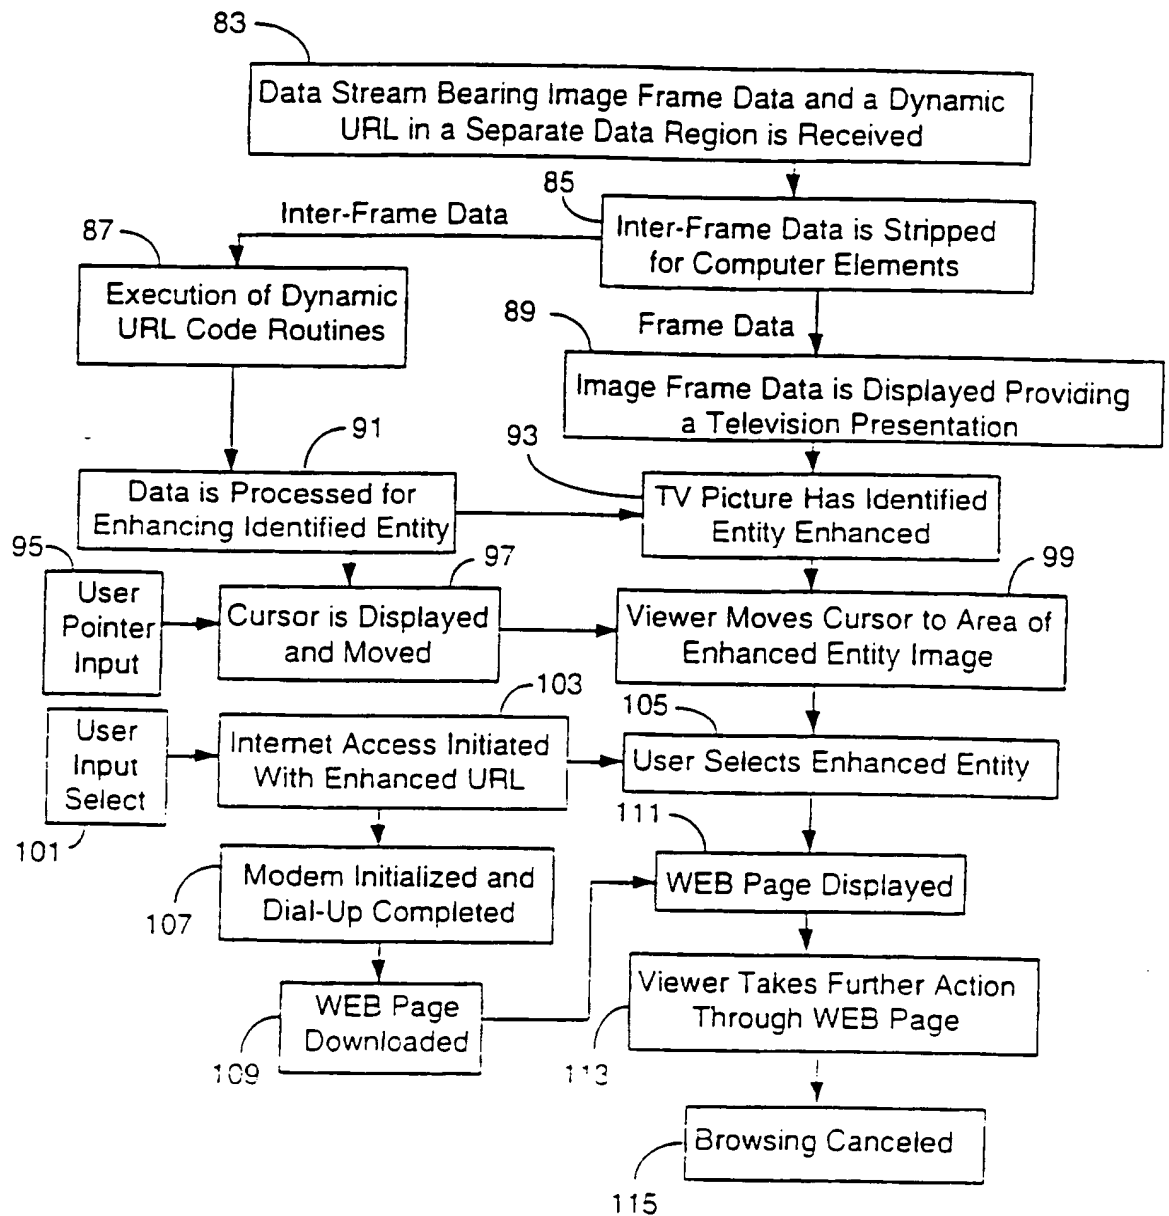 83
Data Stream Bearing Image Frame Data and a Dynamic
URL in a Separate Data Region is Received
85
Inter-Frame Data
Inter-Frame Data is Stripped
for Computer Elements
87
Execution of Dynamic
URL Code Routines
Frame Data
89
Image Frame Data is Displayed Providing
a Television Presentation
91
Data is Processed for
Enhancing Identified Entity
93
TV Picture Has Identified
Entity Enhanced
95
User
Pointer
Input
97
Cursor is Displayed
and Moved
99
Viewer Moves Cursor to Area of
Enhanced Entity Image
User
Input
Select
101
103
Internet Access Initiated
With Enhanced URL
105
User Selects Enhanced Entity
107
Modem Initialized and
Dial-Up Completed
111
WEB Page Displayed
109
WEB Page
Downloaded
113
Viewer Takes Further Action
Through WEB Page
Browsing Canceled
115